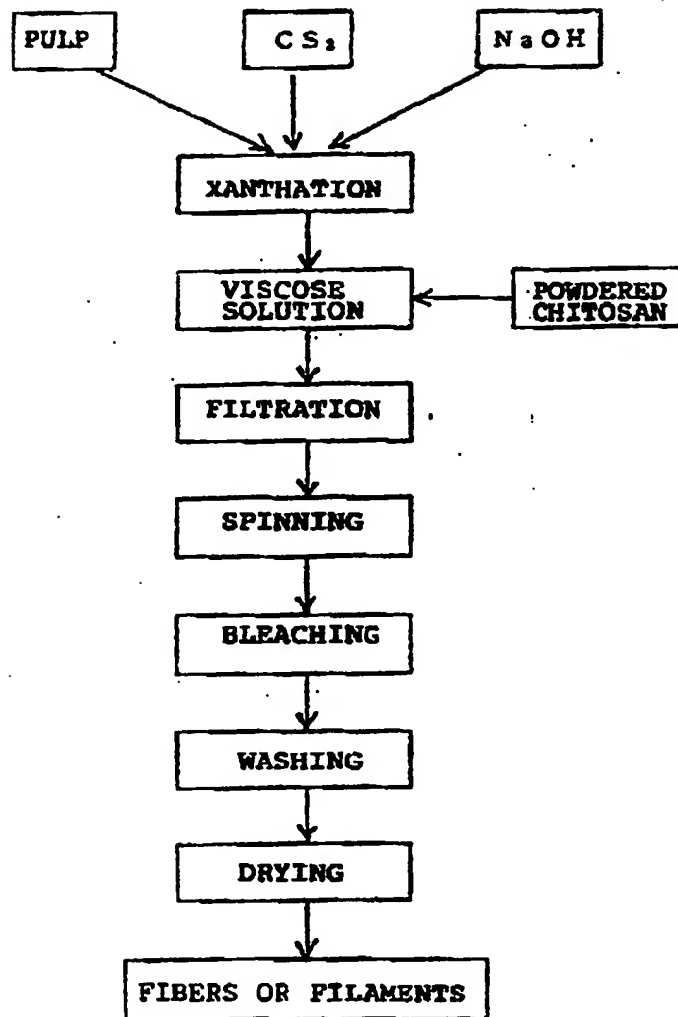 PULP
CS₂
NaOH
XANTHATION
VISCOSE
SOLUTION
POWDERED
CHITOSAN
FILTRATION
SPINNING
BLEACHING
WASHING
DRYING
FIBERS OR FILAMENTS